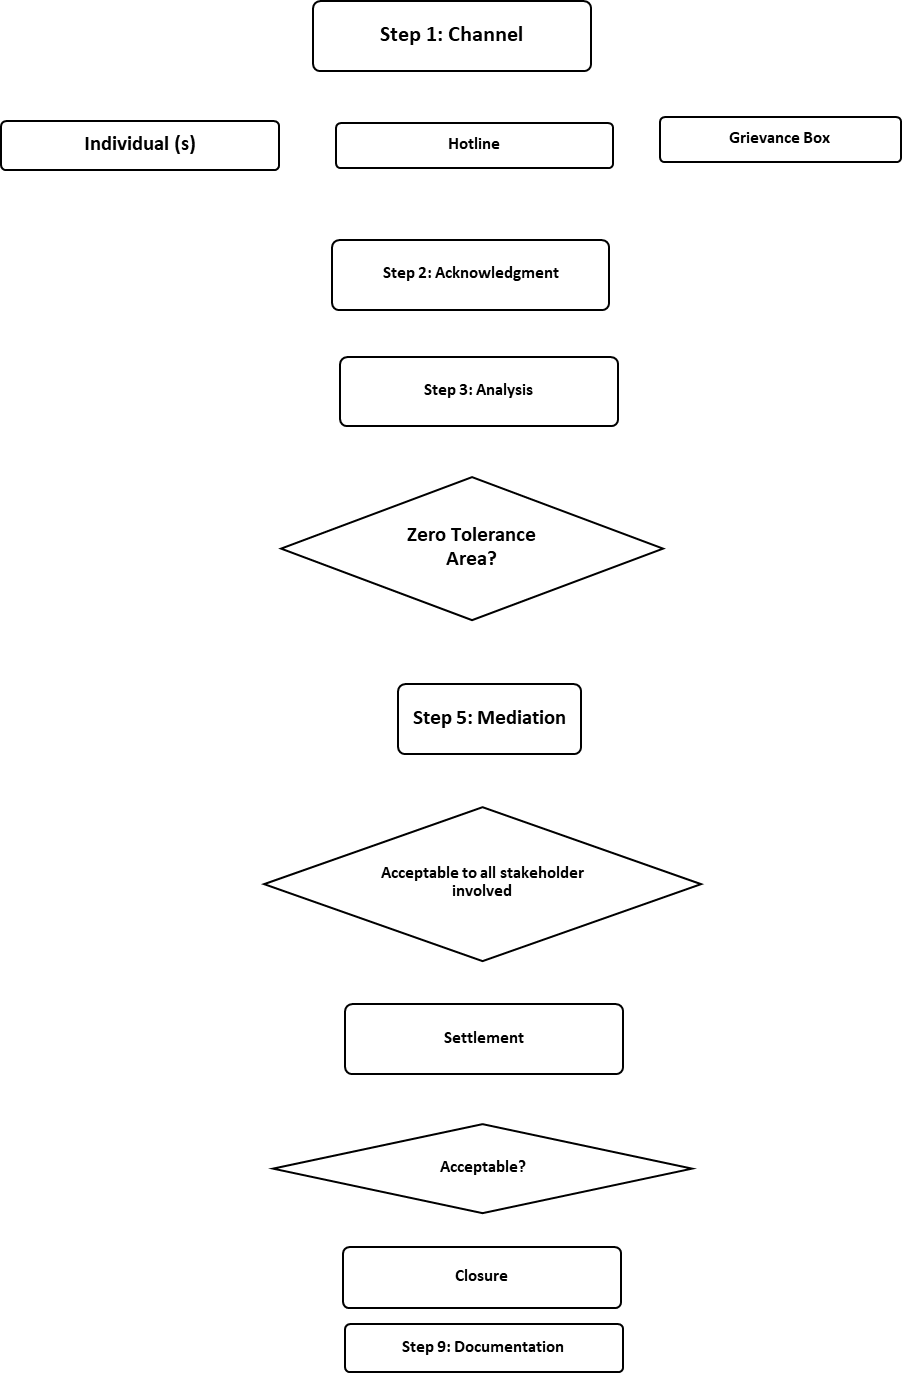 Step 1: Channel
Individual (s)
Hotline
Grievance Box
Step 2: Acknowledgment
Step 3: Analysis
Zero Tolerance
Area?
Step 5: Mediation
Acceptable to all stakeholder
involved
Settlement
Acceptable?
Closure
Step 9: Documentation